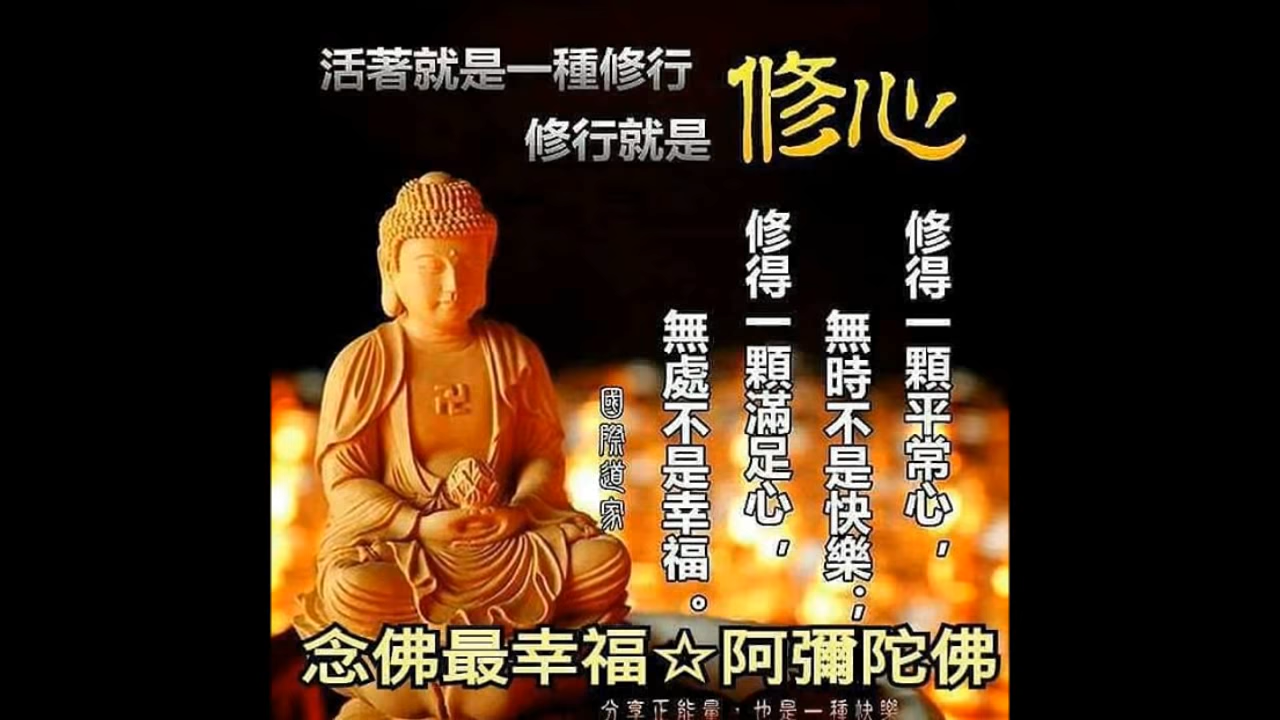 活著就是一種修行
修行就是
修心
修得一顆平常心，
無時不是快樂；
修得一顆滿足心，
無處不是幸福。
國際道家
念佛最幸福☆阿彌陀佛
分享正能量，也是一種快樂